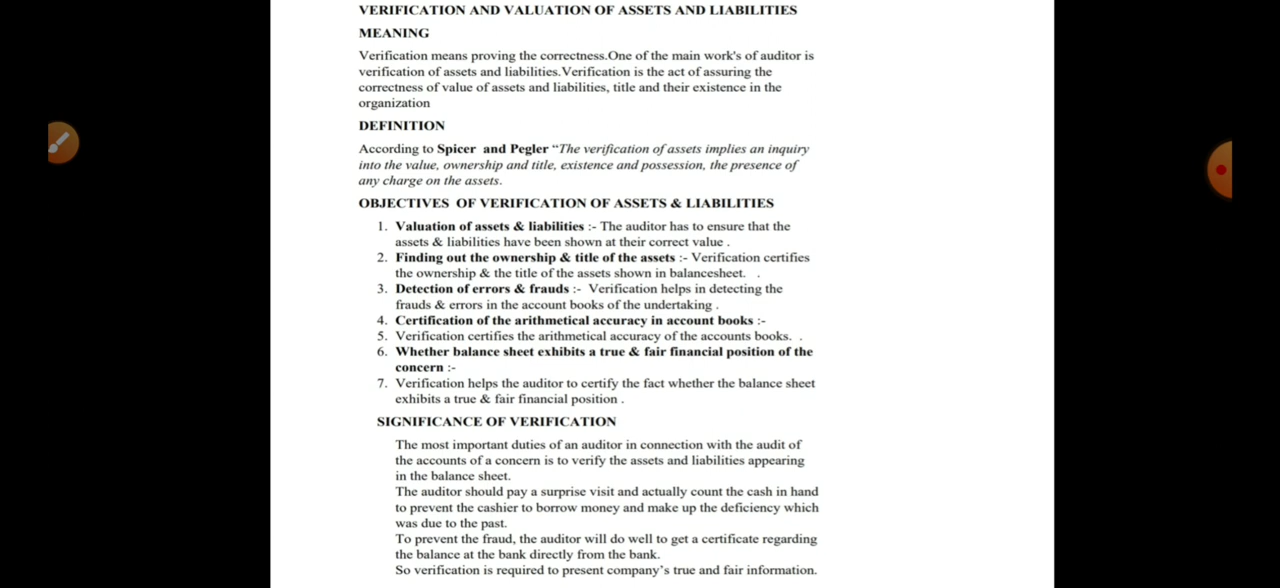 VERIFICATION AND VALUATION OF ASSETS AND LIABILITIES
MEANING
Verification means proving the correctness.One of the main work's of auditor is
verification of assets and liabilities.Verification is the act of assuring the
correctness of value of assets and liabilities, title and their existence in the
organization
DEFINITION
According to Spicer and Pegler “The verification of assets implies an inquiry
into the value, ownership and title, existence and possession, the presence of
any charge on the assets.
OBJECTIVES OF VERIFICATION OF ASSETS & LIABILITIES
1. Valuation of assets & liabilities :- The auditor has to ensure that the
assets & liabilities have been shown at their correct value .
2. Finding out the ownership & title of the assets :- Verification certifies
the ownership & the title of the assets shown in balancesheet. .
3. Detection of errors & frauds :- Verification helps in detecting the
frauds & errors in the account books of the undertaking .
4. Certification of the arithmetical accuracy in account books :-
5. Verification certifies the arithmetical accuracy of the accounts books. .
6. Whether balance sheet exhibits a true & fair financial position of the
concern :-
7. Verification helps the auditor to certify the fact whether the balance sheet
exhibits a true & fair financial position .
SIGNIFICANCE OF VERIFICATION
The most important duties of an auditor in connection with the audit of
the accounts of a concern is to verify the assets and liabilities appearing
in the balance sheet.
The auditor should pay a surprise visit and actually count the cash in hand
to prevent the cashier to borrow money and make up the deficiency which
was due to the past.
To prevent the fraud, the auditor will do well to get a certificate regarding
the balance at the bank directly from the bank.
So verification is required to present company’s true and fair information.